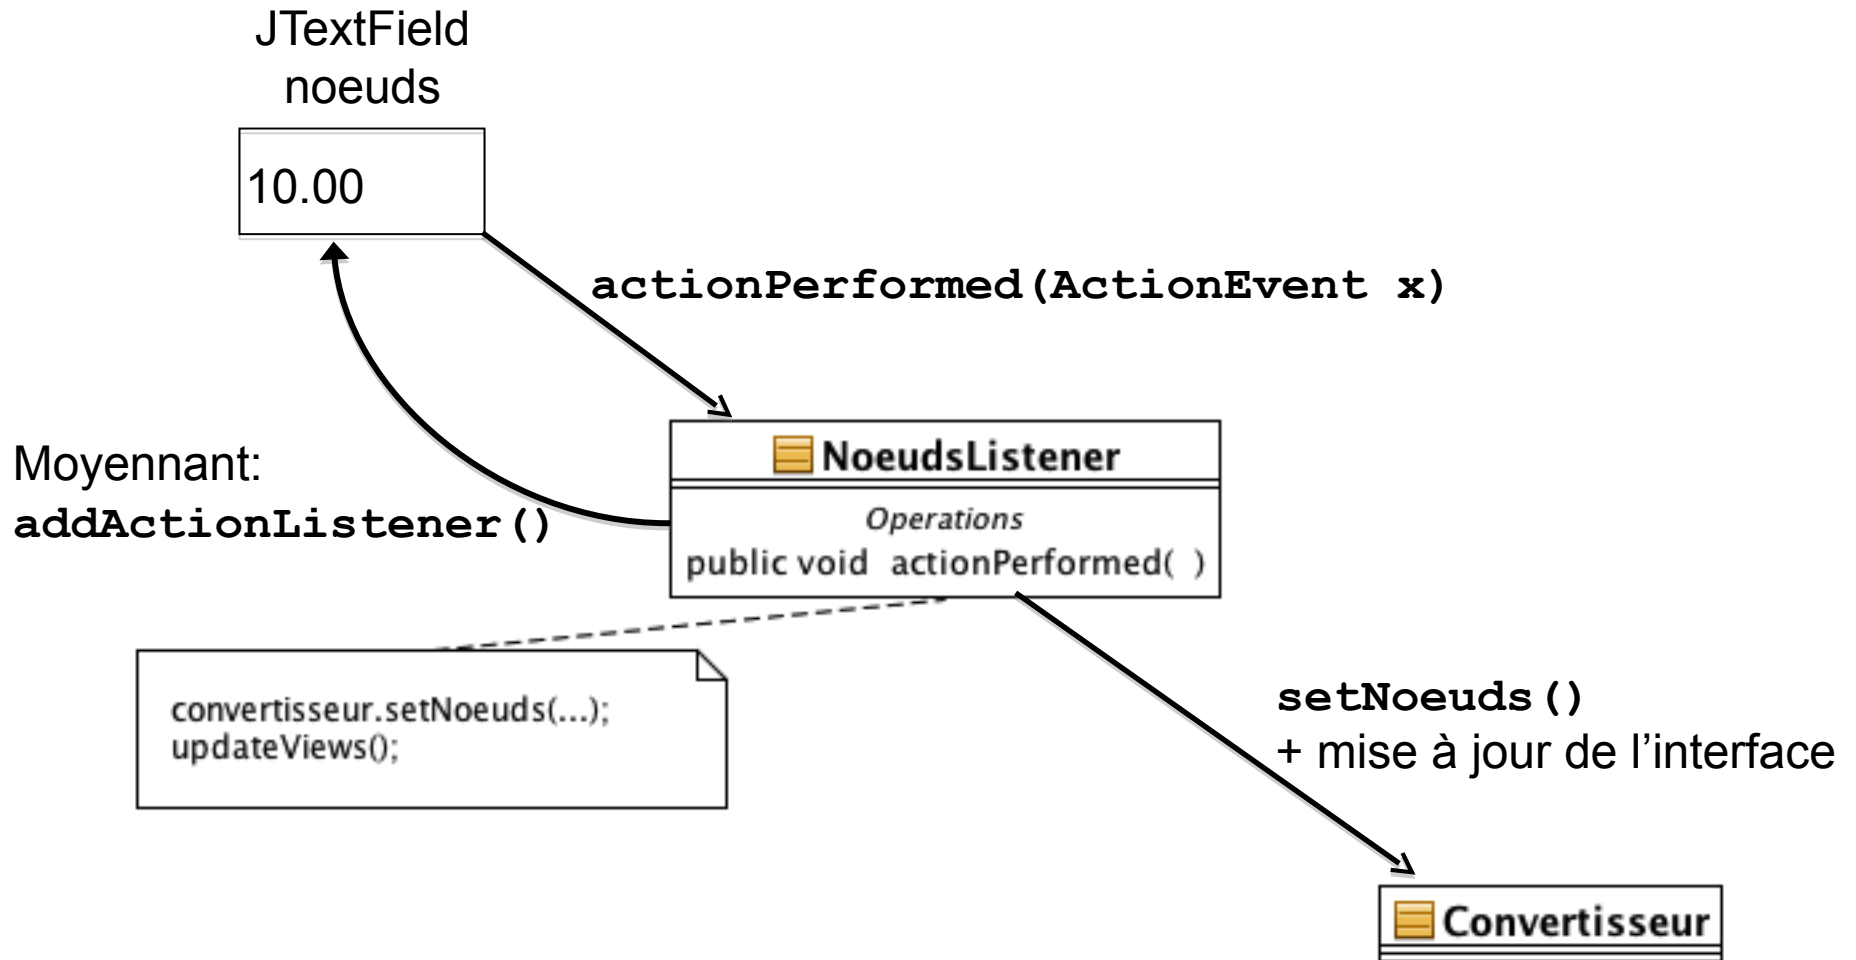 JTextField
noeuds
10.00
actionPerformed(ActionEvent x)
Moyennant:
addActionListener()
NoeudsListener
Operations
public void actionPerformed( )
convertisseur.setNoeuds(...);
updateViews();
setNoeuds()
+ mise à jour de l’interface
Convertisseur